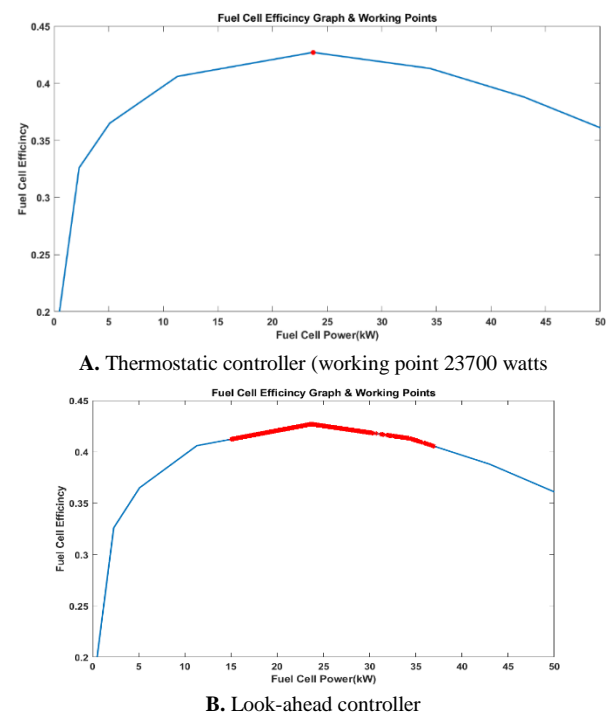 Fuel Cell Efficincy Graph & Working Points
0.45
0.4
0.35
0.3
0.25
0.2
Fuel Cell Efficincy
0 5 10 15 20 25 30 35 40 45 50
Fuel Cell Power(kW)
A. Thermostatic controller (working point 23700 watts
Fuel Cell Efficincy Graph & Working Points
0.45
0.4
0.35
0.3
0.25
0.2
Fuel Cell Efficincy
0 5 10 15 20 25 30 35 40 45 50
Fuel Cell Power(kW)
B. Look-ahead controller